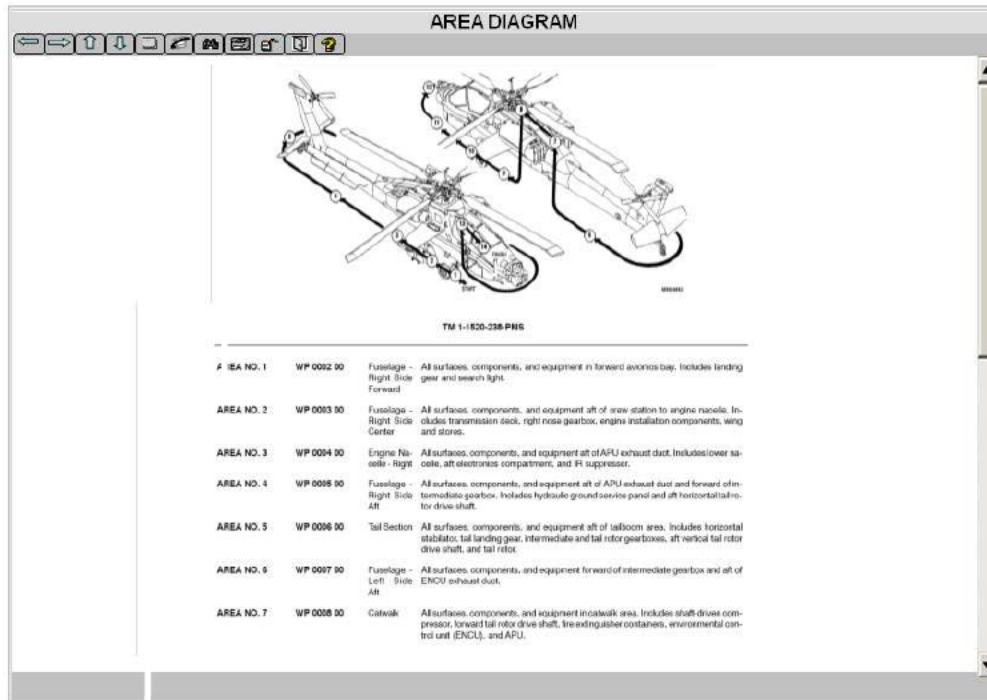 AREA DIAGRAM
START
TM 1-1520-238-PMS
AREA NO. 1 WP 0002 00 Fuselage - All surfaces, components, and equipment in forward avionics bay. Includes landing
Right Side gear and search light.
Forward
AREA NO. 2 WP 0003 00 Fuselage - All surfaces, components, and equipment aft of crew station to engine nacelle. In-
Right Side cludes transmission deck, right nose gearbox, engine installation components, wing
Center and stores.
AREA NO. 3 WP 0004 00 Engine Na- All surfaces, components, and equipment aft of APU exhaust duct. Includes lower na-
celle - Right celle, aft electronics compartment, and IR suppresser.
AREA NO. 4 WP 0005 00 Fuselage - All surfaces, components, and equipment aft of APU exhaust duct and forward of in-
Right Side termediate gearbox. Includes hydraulic ground service panel and aft horizontal tail ro-
Aft tor drive shaft.
AREA NO. 5 WP 0006 00 Tail Section All surfaces, components, and equipment aft of tailboom area. Includes horizontal
stabilator, tail landing gear, intermediate and tail rotor gearboxes, aft vertical tail rotor
drive shaft, and tail rotor.
AREA NO. 6 WP 0007 00 Fuselage - All surfaces, components, and equipment forward of intermediate gearbox and aft of
Left Side ENCU exhaust duct.
Aft
AREA NO. 7 WP 0008 00 Catwalk All surfaces, components, and equipment in catwalk area. Includes shaft-driven com-
pressor, forward tail rotor drive shaft, fire extinguisher containers, environmental con-
trol unit (ENCU), and APU.